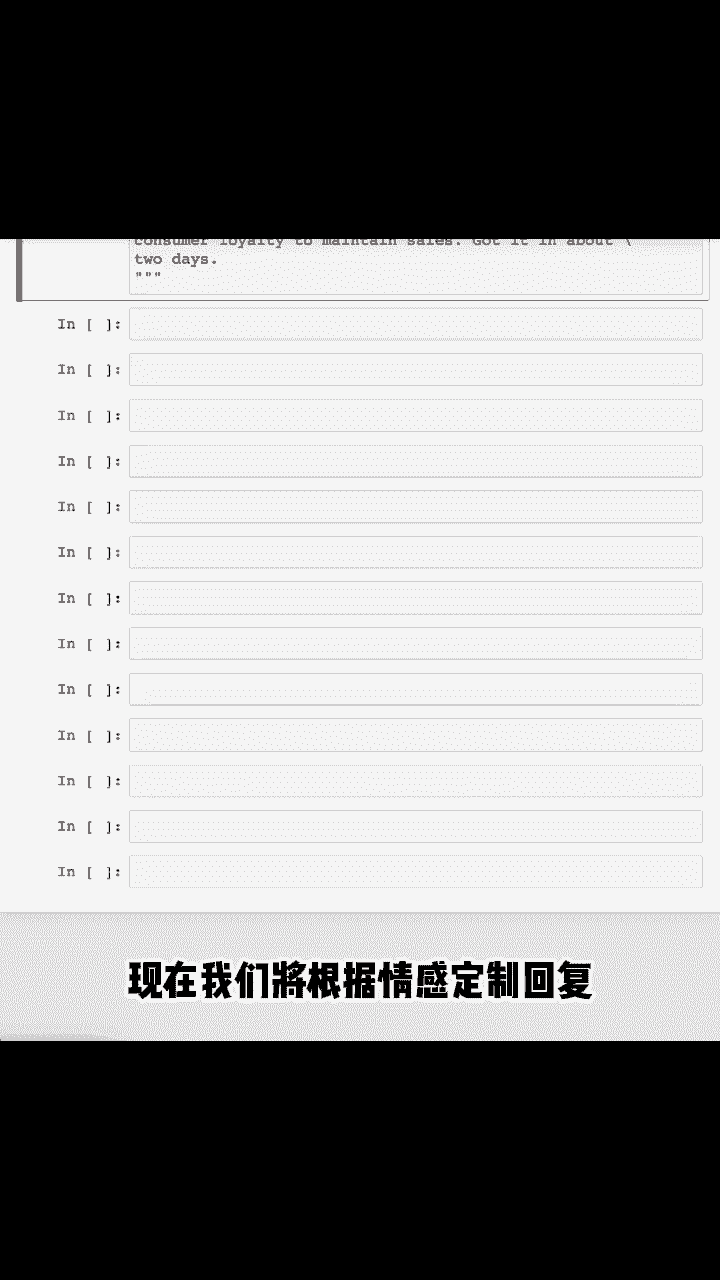 consumer loyalty to maintain sales. Got it in about \
two days.
"""
In [ ]:
In [ ]:
In [ ]:
In [ ]:
In [ ]:
In [ ]:
In [ ]:
In [ ]:
In [ ]:
In [ ]:
In [ ]:
In [ ]:
In [ ]:
现在我们將根据情感定制回复